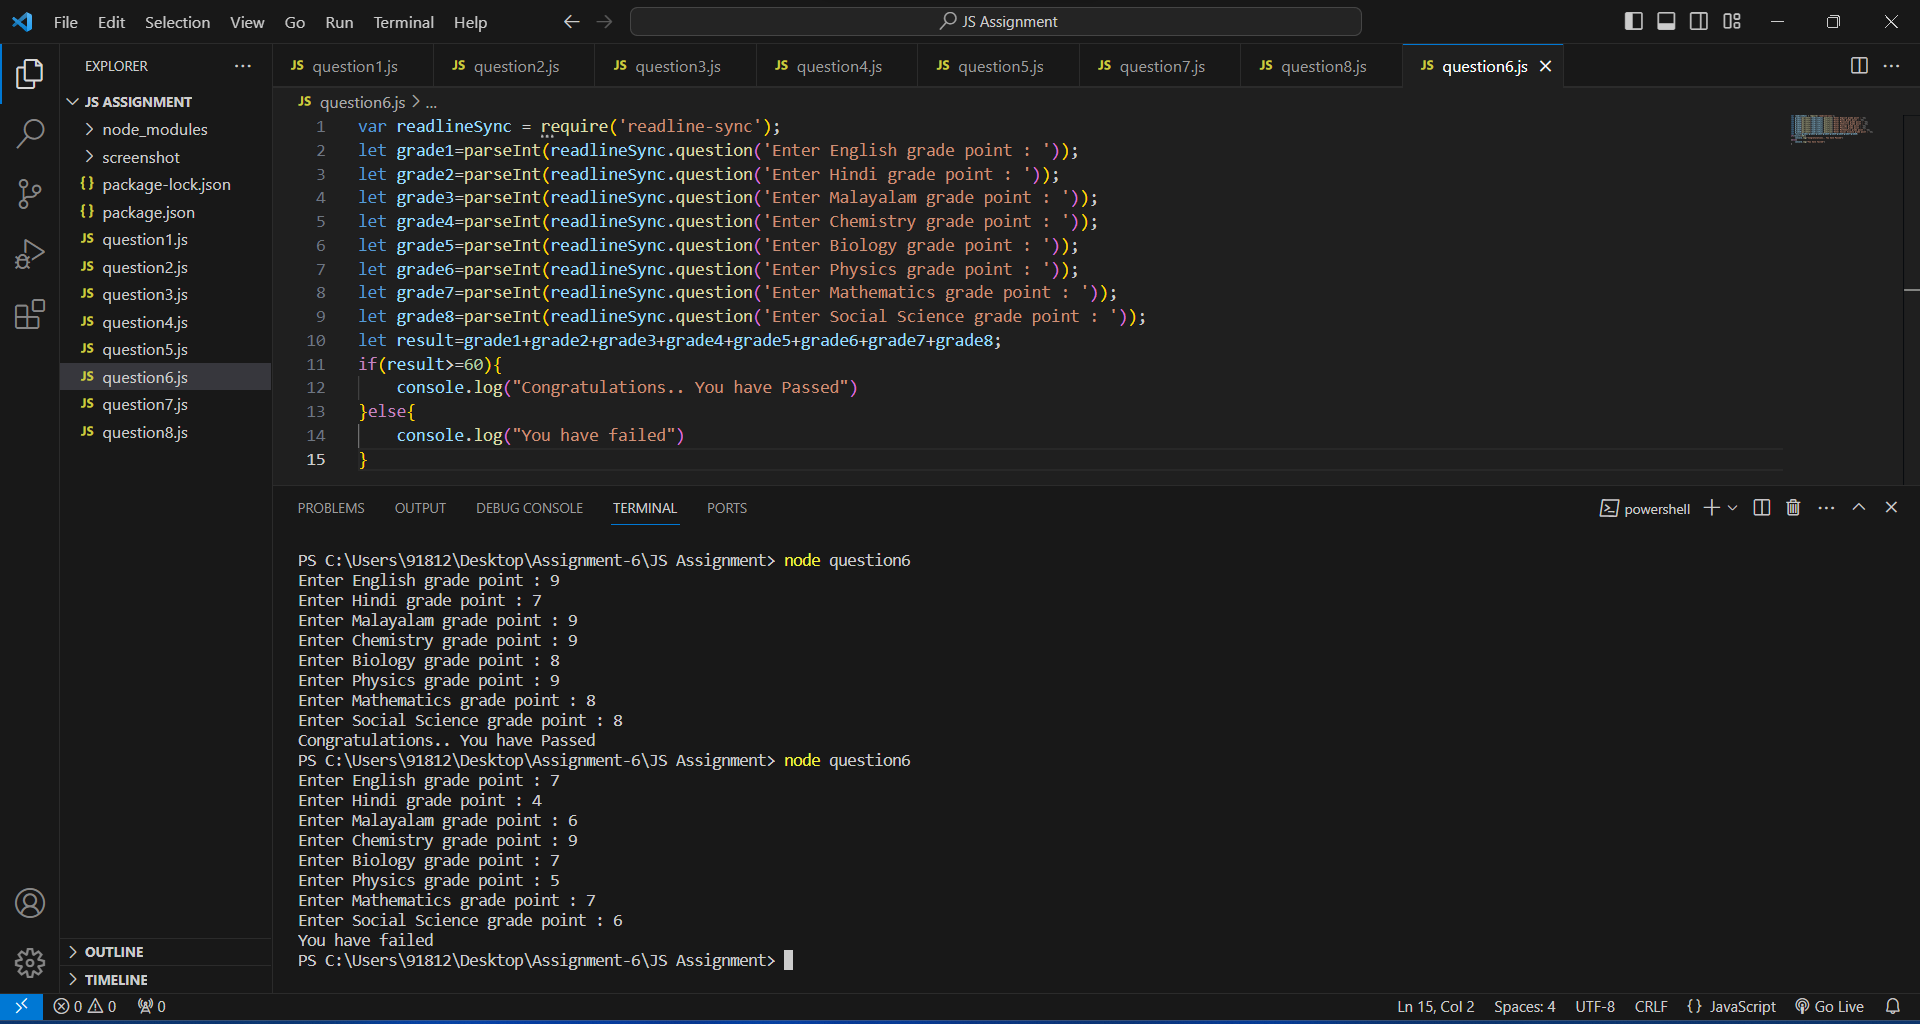 File Edit Selection View Go Run Terminal Help
JS Assignment
EXPLORER
JS ASSIGNMENT
node_modules
screenshot
{} package-lock.json
{} package.json
JS question1.js
JS question2.js
JS question3.js
JS question4.js
JS question5.js
JS question6.js
JS question7.js
JS question8.js
OUTLINE
TIMELINE
JS question1.js JS question2.js JS question3.js JS question4.js JS question5.js JS question7.js JS question8.js JS question6.js
JS question6.js > ...
1 var readlineSync = require('readline-sync');
2 let grade1=parseInt(readlineSync.question('Enter English grade point : '));
3 let grade2=parseInt(readlineSync.question('Enter Hindi grade point : '));
4 let grade3=parseInt(readlineSync.question('Enter Malayalam grade point : '));
5 let grade4=parseInt(readlineSync.question('Enter Chemistry grade point : '));
6 let grade5=parseInt(readlineSync.question('Enter Biology grade point : '));
7 let grade6=parseInt(readlineSync.question('Enter Physics grade point : '));
8 let grade7=parseInt(readlineSync.question('Enter Mathematics grade point : '));
9 let grade8=parseInt(readlineSync.question('Enter Social Science grade point : '));
10 let result=grade1+grade2+grade3+grade4+grade5+grade6+grade7+grade8;
11 if(result>=60){
12     console.log("Congratulations.. You have Passed")
13 }else{
14     console.log("You have failed")
15 }
PROBLEMS OUTPUT DEBUG CONSOLE TERMINAL PORTS
powershell
PS C:\Users\91812\Desktop\Assignment-6\JS Assignment> node question6
Enter English grade point : 9
Enter Hindi grade point : 7
Enter Malayalam grade point : 9
Enter Chemistry grade point : 9
Enter Biology grade point : 8
Enter Physics grade point : 9
Enter Mathematics grade point : 8
Enter Social Science grade point : 8
Congratulations.. You have Passed
PS C:\Users\91812\Desktop\Assignment-6\JS Assignment> node question6
Enter English grade point : 7
Enter Hindi grade point : 4
Enter Malayalam grade point : 6
Enter Chemistry grade point : 9
Enter Biology grade point : 7
Enter Physics grade point : 5
Enter Mathematics grade point : 7
Enter Social Science grade point : 6
You have failed
PS C:\Users\91812\Desktop\Assignment-6\JS Assignment>
0 0 0
Ln 15, Col 2 Spaces: 4 UTF-8 CRLF {} JavaScript Go Live